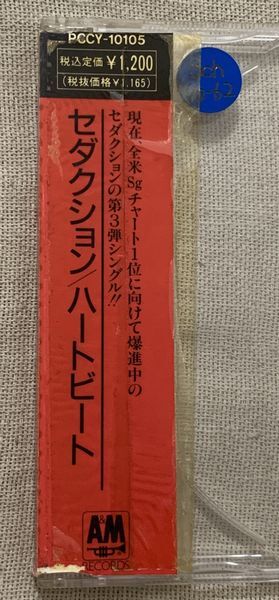 PCCY-10105
税込定価 ¥1,200
(税抜価格¥1,165)
現在、全米Sgチャート1位に向けて爆進中の
セダクションの第3弾シングル!!
セダクション/ハートビート
A&M
RECORDS